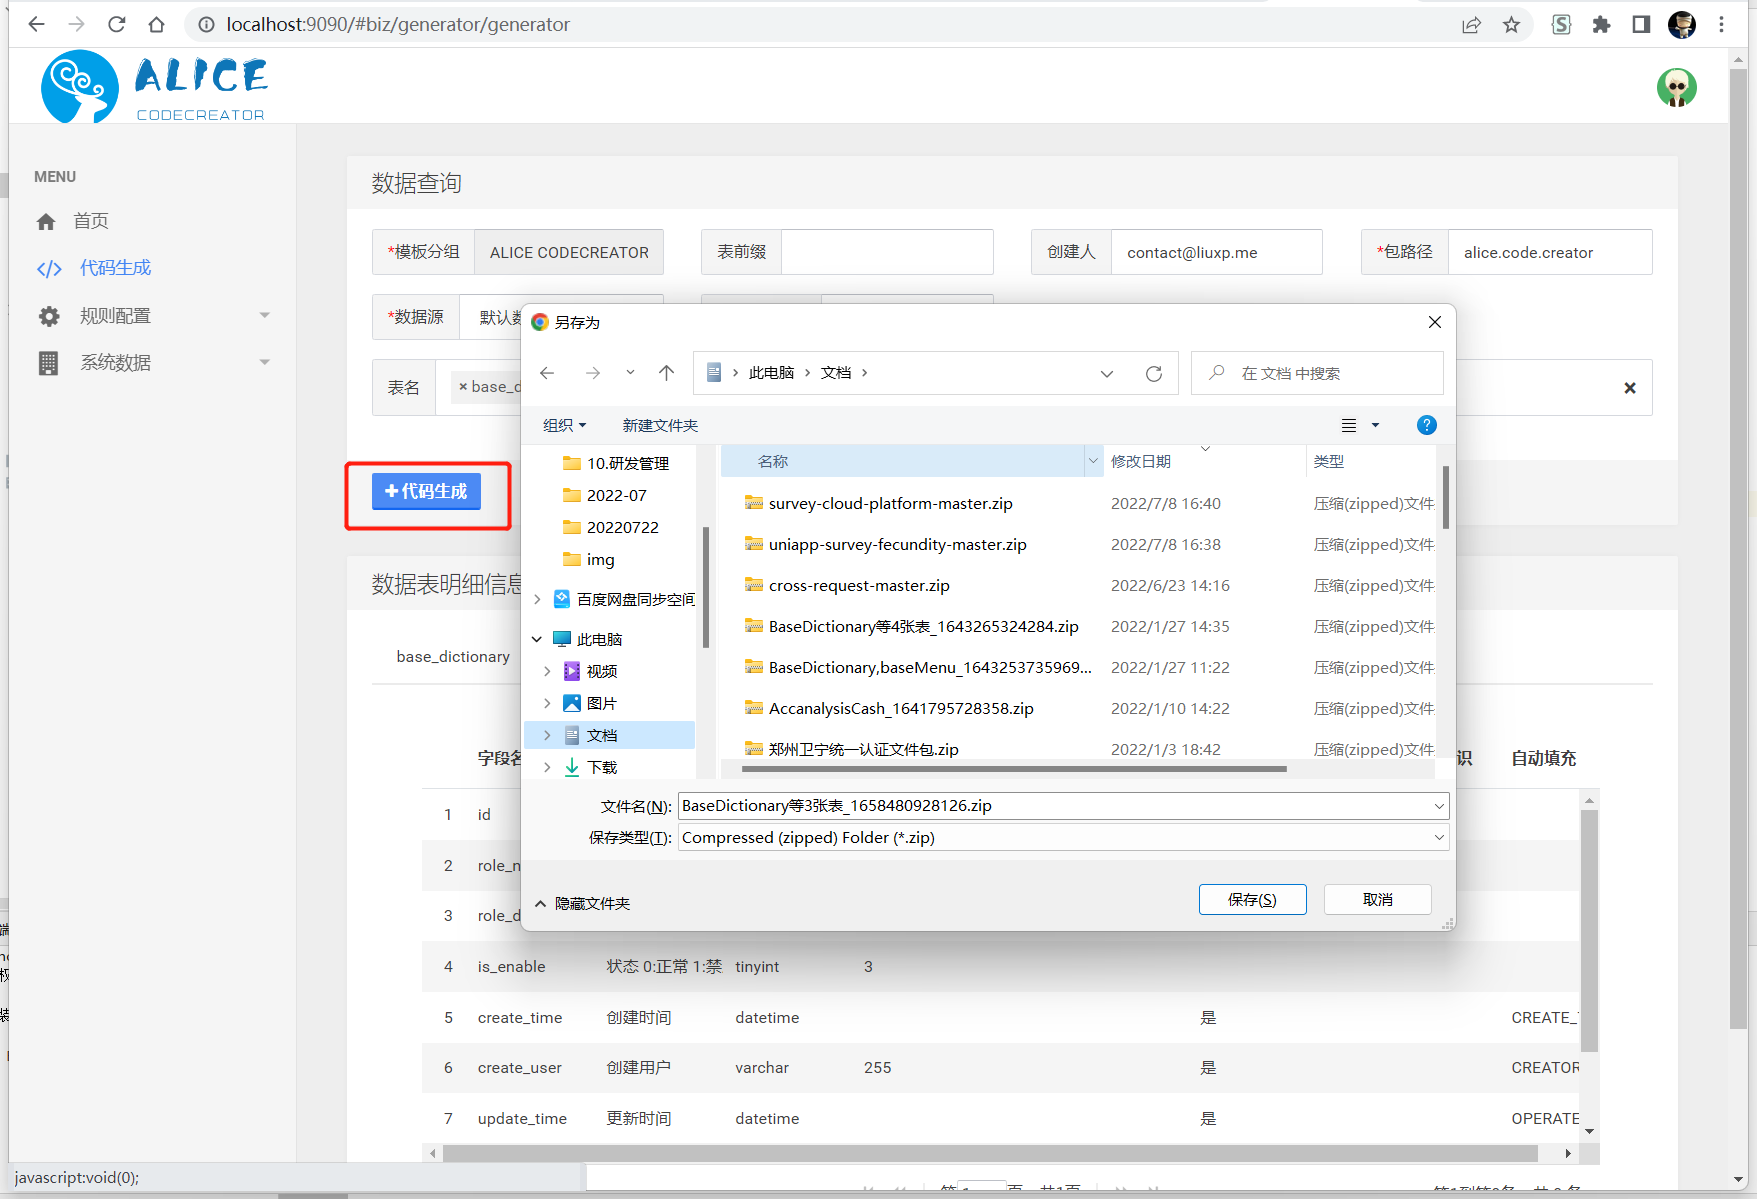 localhost:9090/#biz/generator/generator
ALICE
CODECREATOR
MENU
首页
代码生成
规则配置
系统数据
数据查询
*模板分组 ALICE CODECREATOR 表前缀 创建人 contact@liuxp.me *包路径 alice.code.creator
*数据源 默认数
表名 × base_d
+代码生成
另存为
此电脑 > 文档 >
在 文档 中搜索
组织
新建文件夹
10.研发管理
2022-07
20220722
img
百度网盘同步空间
此电脑
视频
图片
文档
下载
名称 修改日期 类型
survey-cloud-platform-master.zip 2022/7/8 16:40 压缩(zipped)文件
uniapp-survey-fecundity-master.zip 2022/7/8 16:38 压缩(zipped)文件
cross-request-master.zip 2022/6/23 14:16 压缩(zipped)文件
BaseDictionary等4张表_1643265324284.zip 2022/1/27 14:35 压缩(zipped)文件
BaseDictionary,baseMenu_1643253735969... 2022/1/27 11:22 压缩(zipped)文件
AccanalysisCash_1641795728358.zip 2022/1/10 14:22 压缩(zipped)文件
郑州卫宁统一认证文件包.zip 2022/1/3 18:42 压缩(zipped)文件
文件名(N): BaseDictionary等3张表_1658480928126.zip
保存类型(T): Compressed (zipped) Folder (*.zip)
隐藏文件夹
保存(S)
取消
数据表明细信息
base_dictionary
字段名 识 自动填充
1 id
2 role_n
3 role_d
4 is_enable 状态 0:正常 1:禁 tinyint 3
5 create_time 创建时间 datetime 是 CREATE_
6 create_user 创建用户 varchar 255 是 CREATOR
7 update_time 更新时间 datetime 是 OPERATE
javascript:void(0);